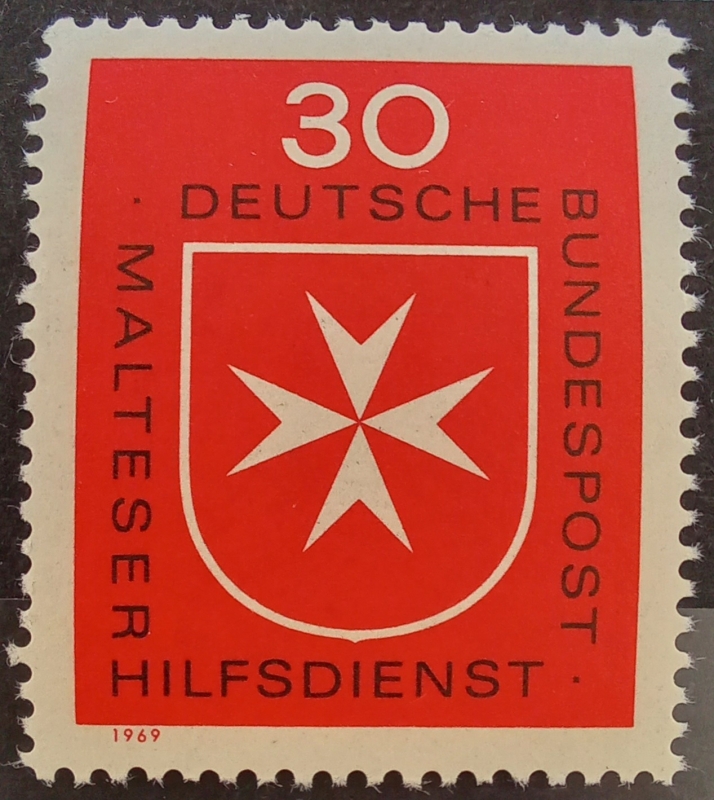 30
· DEUTSCHE
BUNDESPOST
MALTESER
HILFSDIENST ·
1969